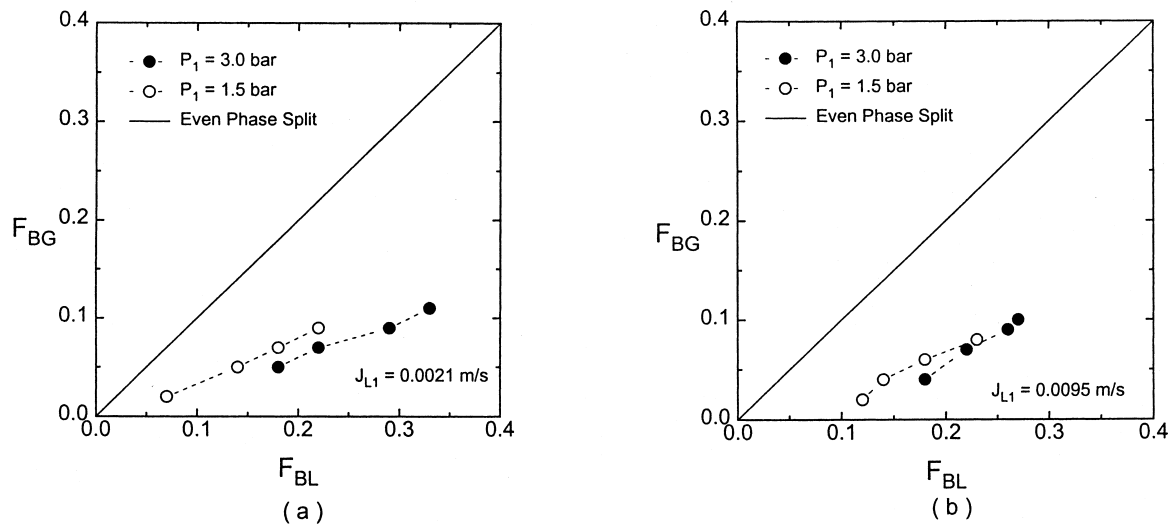 0.4
P1 = 3.0 bar
P1 = 1.5 bar
Even Phase Split
0.3
0.2
FBG
0.1
JL1 = 0.0021 m/s
0.0
0.0 0.1 0.2 0.3 0.4
FBL
( a )
0.4
P1 = 3.0 bar
P1 = 1.5 bar
Even Phase Split
0.3
0.2
FBG
0.1
JL1 = 0.0095 m/s
0.0
0.0 0.1 0.2 0.3 0.4
FBL
( b )